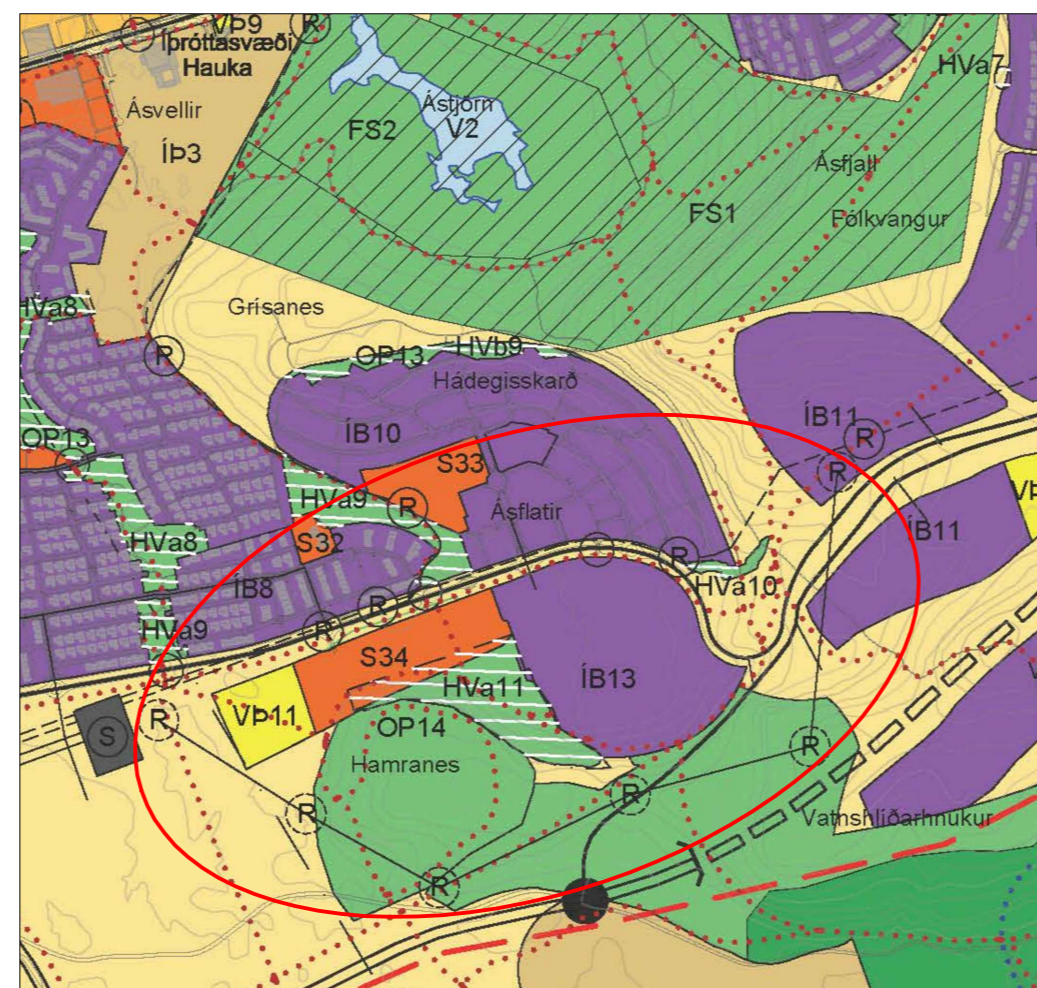 VÞ9
R
Íþróttasvæði
Hauka
HVa7
Ásvellir
Ástjörn
V2
FS2
ÍÞ3
Ásfjall
FS1
Fólkvangur
HVa8
Grísanes
R
OP13
HVb9
Hádegisskarð
ÍB11
OP13
ÍB10
R
R
S33
HVa9
R
Ásflatir
S32
HVa8
ÍB11
R
HVa10
ÍB8
R
R
HVa9
S34
HVa11
ÍB13
VÞ11
R
S
OP14
R
Hamranes
R
R
Vatnshlíðarhnúkur
R